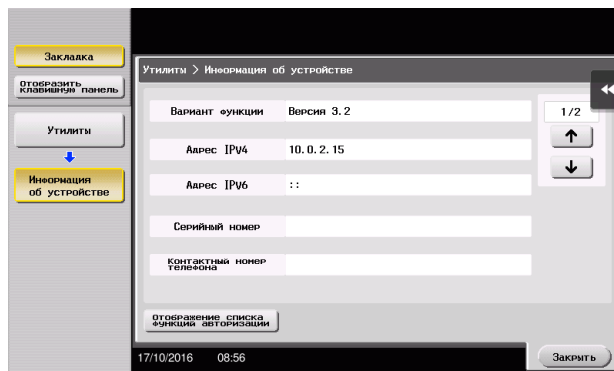 Закладка
Отобразить
клавишную панель
Утилиты
Информация
об устройстве
Утилиты > Информация об устройстве
Вариант функции
Версия 3.2
1/2
Адрес IPv4
10.0.2.15
Адрес IPv6
::
Серийный номер
Контактный номер
телефона
Отображение списка
функций авторизации
17/10/2016 08:56
Закрыть